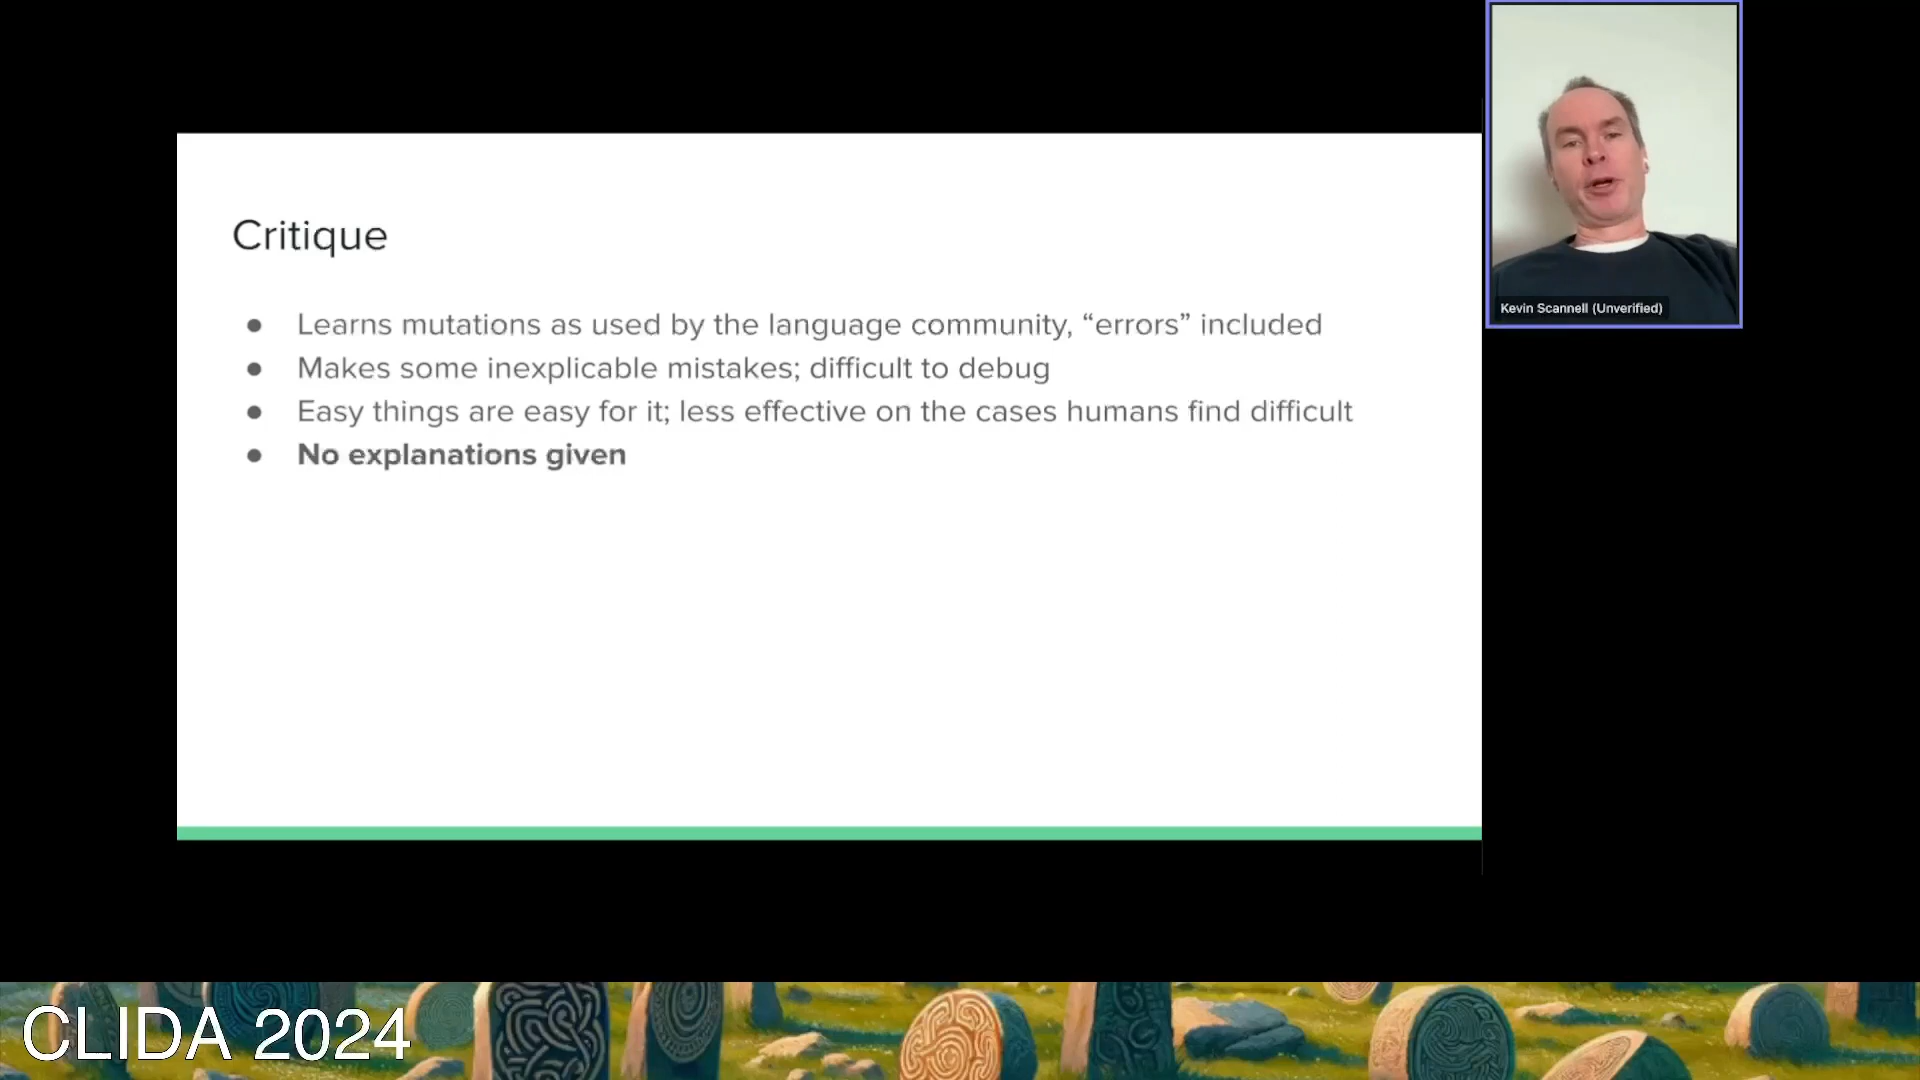 Critique
● Learns mutations as used by the language community, “errors” included
● Makes some inexplicable mistakes; difficult to debug
● Easy things are easy for it; less effective on the cases humans find difficult
● No explanations given
Kevin Scannell (Unverified)
CLIDA 2024